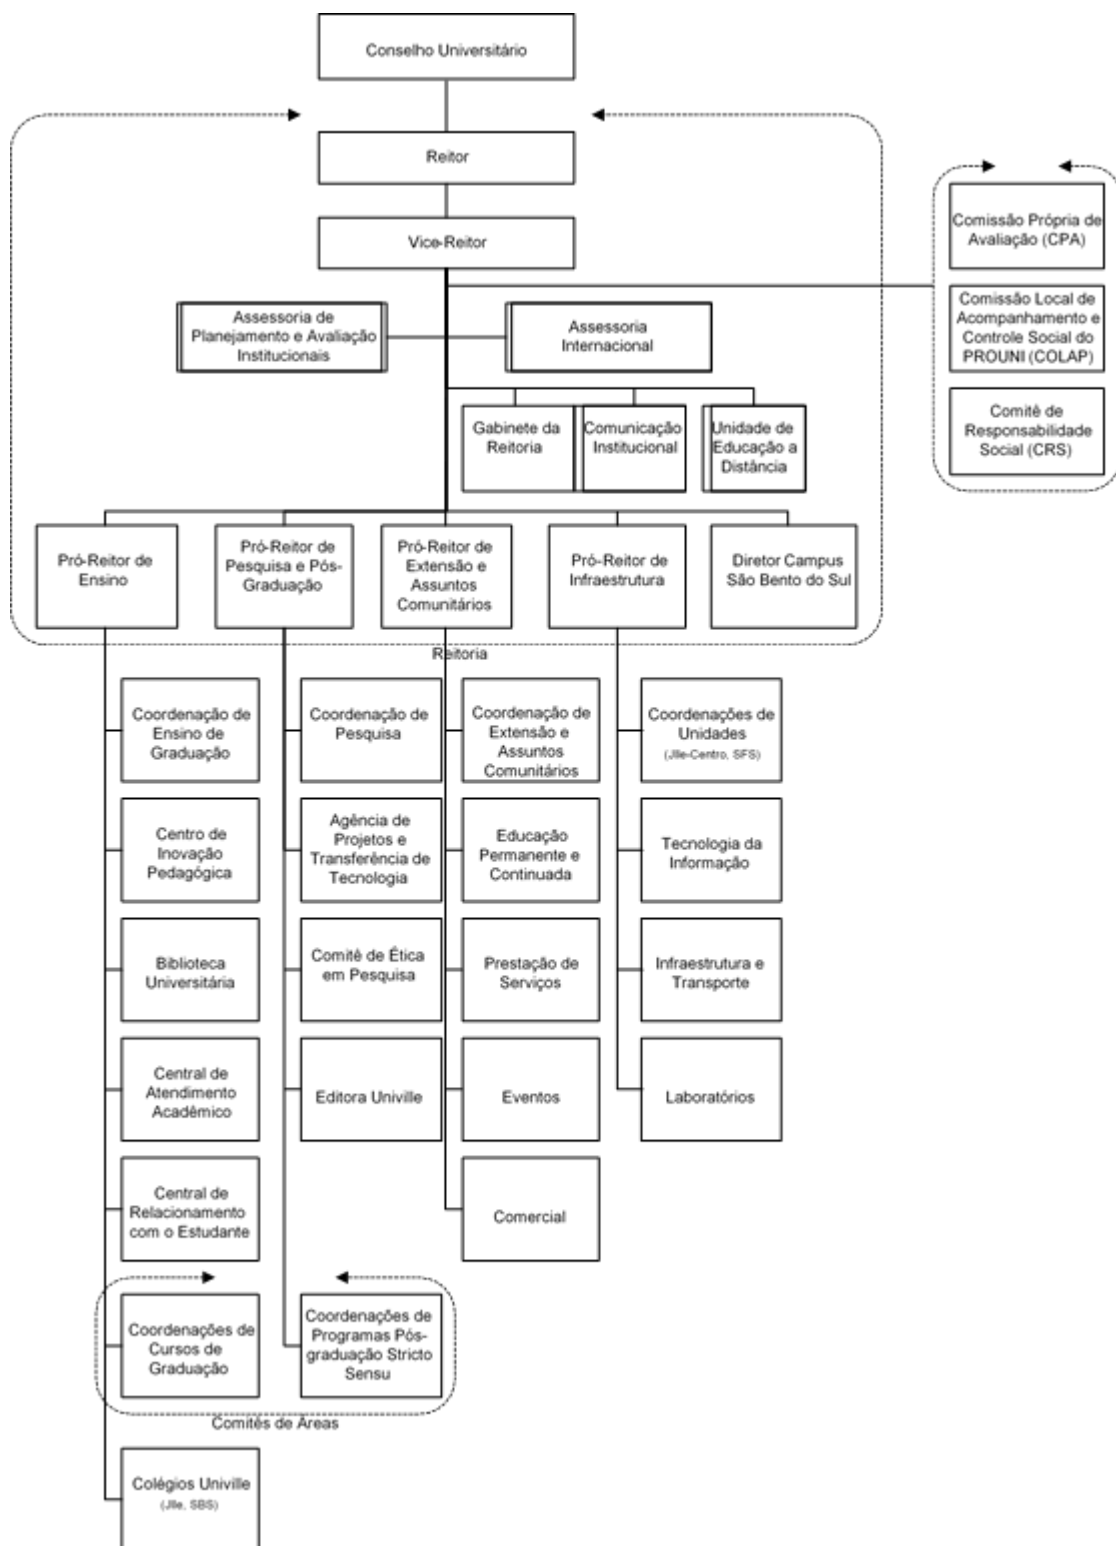 Conselho Universitário
Reitor
Vice-Reitor
Comissão Própria de
Avaliação (CPA)
Comissão Local de
Acompanhamento e
Controle Social do
PROUNI (COLAP)
Comitê de
Responsabilidade
Social (CRS)
Assessoria de
Planejamento e Avaliação
Institucionais
Assessoria
Internacional
Gabinete da
Reitoria
Comunicação
Institucional
Unidade de
Educação a
Distância
Pró-Reitor de
Ensino
Pró-Reitor de
Pesquisa e Pós-
Graduação
Pró-Reitor de
Extensão e
Assuntos
Comunitários
Pró-Reitor de
Infraestrutura
Diretor Campus
São Bento do Sul
Reitoria
Coordenação de
Ensino de
Graduação
Coordenação de
Pesquisa
Coordenação de
Extensão e
Assuntos
Comunitários
Coordenações de
Unidades
(Jlle-Centro, SFS)
Centro de
Inovação
Pedagógica
Agência de
Projetos e
Transferência de
Tecnologia
Educação
Permanente e
Continuada
Tecnologia da
Informação
Biblioteca
Universitária
Comitê de Ética
em Pesquisa
Prestação de
Serviços
Infraestrutura e
Transporte
Central de
Atendimento
Acadêmico
Editora Univille
Eventos
Laboratórios
Central de
Relacionamento
com o Estudante
Comercial
Coordenações de
Cursos de
Graduação
Coordenações de
Programas Pós-
graduação Stricto
Sensu
Comitês de Áreas
Colégios Univille
(Jlle, SBS)